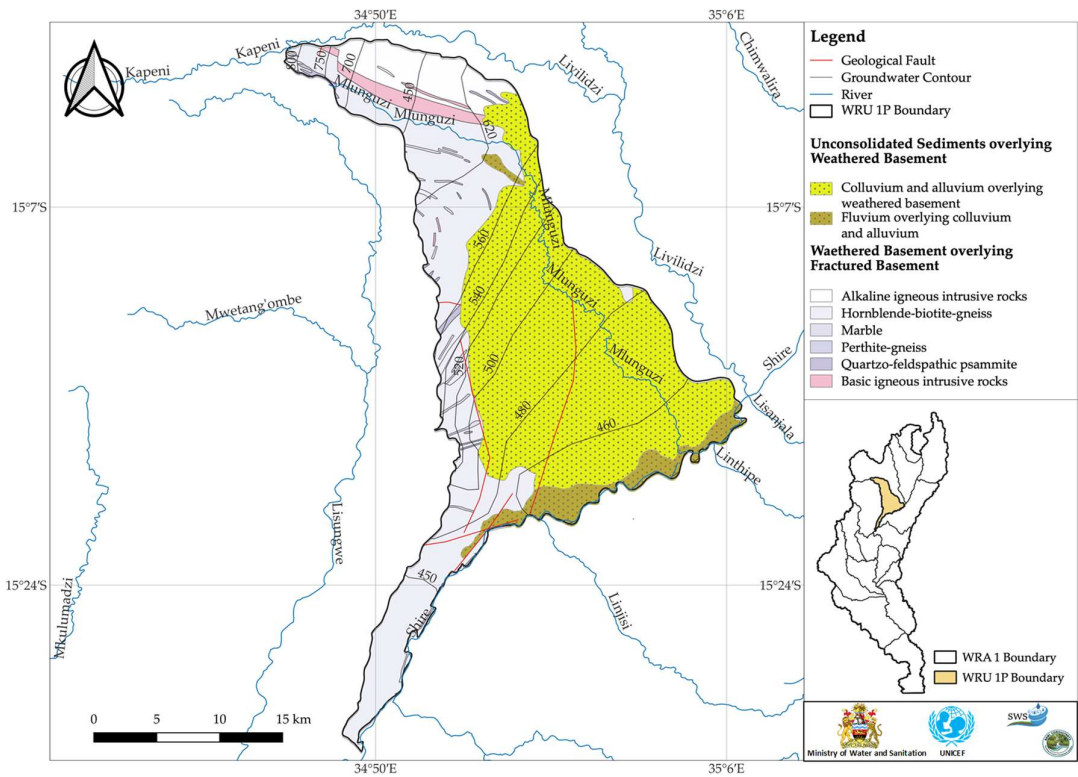 34°50'E
35°6'E
Kapeni
Kapeni
Livilidzi
Chimwalira
800
750
700
450
Mlunguzi
Mlunguzi
620
15°7'S
15°7'S
Mlunguzi
560
Livilidzi
Mlunguzi
540
Mwetang'ombe
500
520
Mlunguzi
Shire
480
460
Lisanjala
Linthipe
Lisungwe
15°24'S
15°24'S
450
Mkulumadzi
Shire
Linjisi
0 5 10 15 km
34°50'E
35°6'E
Legend
Geological Fault
Groundwater Contour
River
WRU 1P Boundary
Unconsolidated Sediments overlying
Weathered Basement
Colluvium and alluvium overlying
weathered basement
Fluvium overlying colluvium
and alluvium
Waethered Basement overlying
Fractured Basement
Alkaline igneous intrusive rocks
Hornblende-biotite-gneiss
Marble
Perthite-gneiss
Quartzo-feldspathic psammite
Basic igneous intrusive rocks
WRA 1 Boundary
WRU 1P Boundary
Ministry of Water and Sanitation
UNICEF
SWS